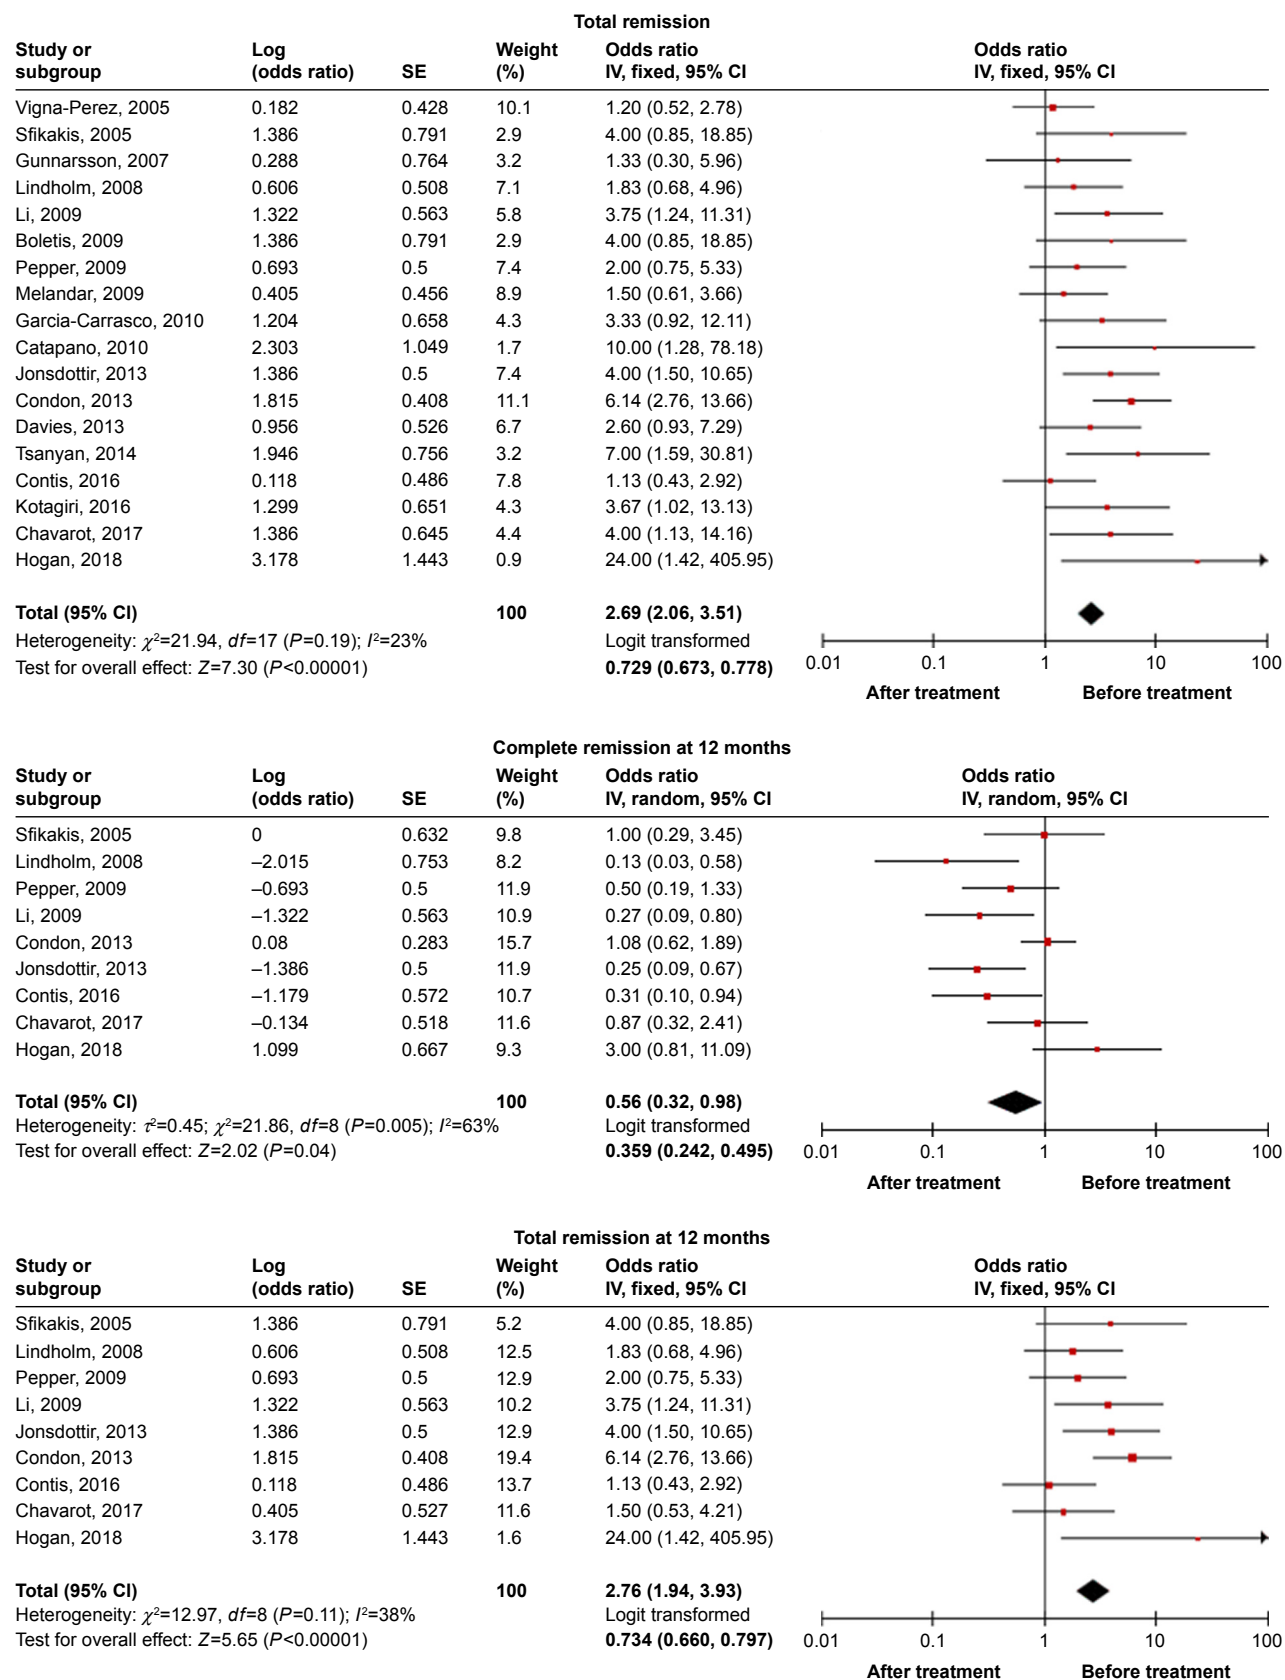 Total remission
Study or subgroup Log (odds ratio) SE Weight (%) Odds ratio IV, fixed, 95% CI Odds ratio IV, fixed, 95% CI
Vigna-Perez, 2005 0.182 0.428 10.1 1.20 (0.52, 2.78)
Sfikakis, 2005 1.386 0.791 2.9 4.00 (0.85, 18.85)
Gunnarsson, 2007 0.288 0.764 3.2 1.33 (0.30, 5.96)
Lindholm, 2008 0.606 0.508 7.1 1.83 (0.68, 4.96)
Li, 2009 1.322 0.563 5.8 3.75 (1.24, 11.31)
Boletis, 2009 1.386 0.791 2.9 4.00 (0.85, 18.85)
Pepper, 2009 0.693 0.5 7.4 2.00 (0.75, 5.33)
Melandar, 2009 0.405 0.456 8.9 1.50 (0.61, 3.66)
Garcia-Carrasco, 2010 1.204 0.658 4.3 3.33 (0.92, 12.11)
Catapano, 2010 2.303 1.049 1.7 10.00 (1.28, 78.18)
Jonsdottir, 2013 1.386 0.5 7.4 4.00 (1.50, 10.65)
Condon, 2013 1.815 0.408 11.1 6.14 (2.76, 13.66)
Davies, 2013 0.956 0.526 6.7 2.60 (0.93, 7.29)
Tsanyan, 2014 1.946 0.756 3.2 7.00 (1.59, 30.81)
Contis, 2016 0.118 0.486 7.8 1.13 (0.43, 2.92)
Kotagiri, 2016 1.299 0.651 4.3 3.67 (1.02, 13.13)
Chavarot, 2017 1.386 0.645 4.4 4.00 (1.13, 14.16)
Hogan, 2018 3.178 1.443 0.9 24.00 (1.42, 405.95)
Total (95% CI) 100 2.69 (2.06, 3.51)
Heterogeneity: χ²=21.94, df=17 (P=0.19); I²=23% Logit transformed
Test for overall effect: Z=7.30 (P<0.00001) 0.729 (0.673, 0.778)
0.01 0.1 1 10 100
After treatment Before treatment
Complete remission at 12 months
Study or subgroup Log (odds ratio) SE Weight (%) Odds ratio IV, random, 95% CI Odds ratio IV, random, 95% CI
Sfikakis, 2005 0 0.632 9.8 1.00 (0.29, 3.45)
Lindholm, 2008 –2.015 0.753 8.2 0.13 (0.03, 0.58)
Pepper, 2009 –0.693 0.5 11.9 0.50 (0.19, 1.33)
Li, 2009 –1.322 0.563 10.9 0.27 (0.09, 0.80)
Condon, 2013 0.08 0.283 15.7 1.08 (0.62, 1.89)
Jonsdottir, 2013 –1.386 0.5 11.9 0.25 (0.09, 0.67)
Contis, 2016 –1.179 0.572 10.7 0.31 (0.10, 0.94)
Chavarot, 2017 –0.134 0.518 11.6 0.87 (0.32, 2.41)
Hogan, 2018 1.099 0.667 9.3 3.00 (0.81, 11.09)
Total (95% CI) 100 0.56 (0.32, 0.98)
Heterogeneity: τ²=0.45; χ²=21.86, df=8 (P=0.005); I²=63% Logit transformed
Test for overall effect: Z=2.02 (P=0.04) 0.359 (0.242, 0.495)
0.01 0.1 1 10 100
After treatment Before treatment
Total remission at 12 months
Study or subgroup Log (odds ratio) SE Weight (%) Odds ratio IV, fixed, 95% CI Odds ratio IV, fixed, 95% CI
Sfikakis, 2005 1.386 0.791 5.2 4.00 (0.85, 18.85)
Lindholm, 2008 0.606 0.508 12.5 1.83 (0.68, 4.96)
Pepper, 2009 0.693 0.5 12.9 2.00 (0.75, 5.33)
Li, 2009 1.322 0.563 10.2 3.75 (1.24, 11.31)
Jonsdottir, 2013 1.386 0.5 12.9 4.00 (1.50, 10.65)
Condon, 2013 1.815 0.408 19.4 6.14 (2.76, 13.66)
Contis, 2016 0.118 0.486 13.7 1.13 (0.43, 2.92)
Chavarot, 2017 0.405 0.527 11.6 1.50 (0.53, 4.21)
Hogan, 2018 3.178 1.443 1.6 24.00 (1.42, 405.95)
Total (95% CI) 100 2.76 (1.94, 3.93)
Heterogeneity: χ²=12.97, df=8 (P=0.11); I²=38% Logit transformed
Test for overall effect: Z=5.65 (P<0.00001) 0.734 (0.660, 0.797)
0.01 0.1 1 10 100
After treatment Before treatment